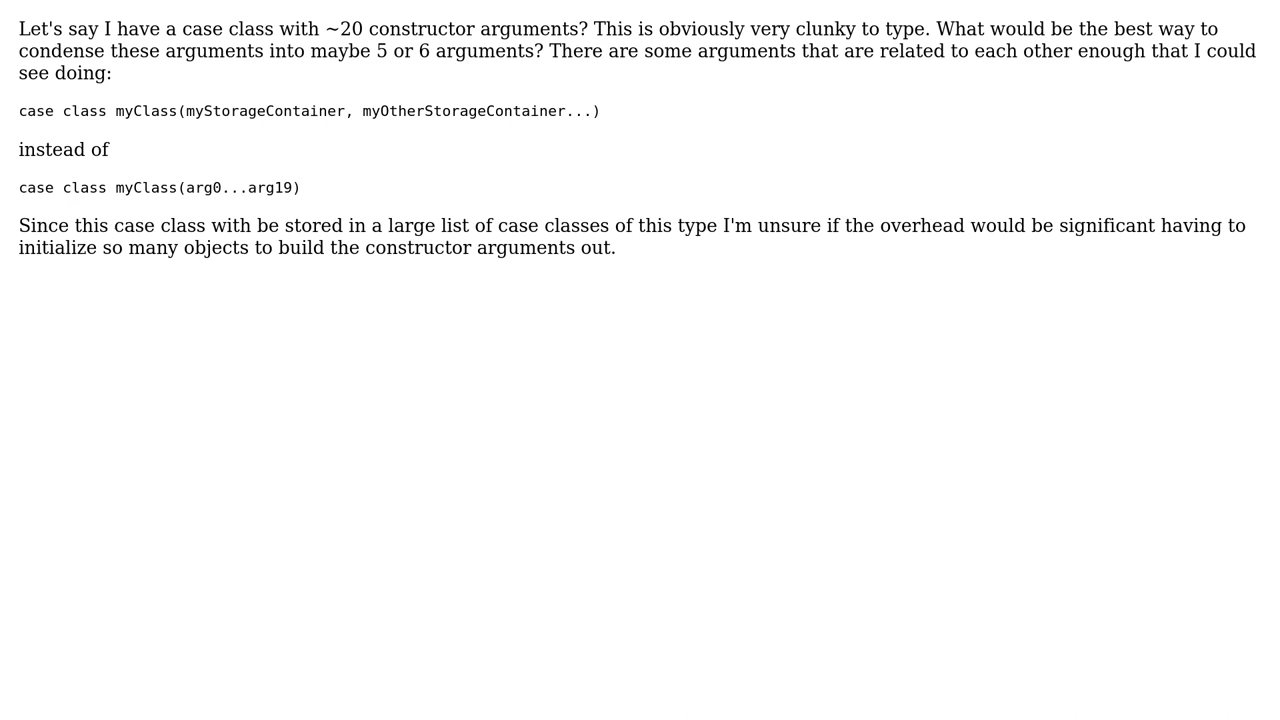 Let's say I have a case class with ~20 constructor arguments? This is obviously very clunky to type. What would be the best way to
condense these arguments into maybe 5 or 6 arguments? There are some arguments that are related to each other enough that I could
see doing:
case class myClass(myStorageContainer, myOtherStorageContainer...)
instead of
case class myClass(arg0...arg19)
Since this case class with be stored in a large list of case classes of this type I'm unsure if the overhead would be significant having to
initialize so many objects to build the constructor arguments out.